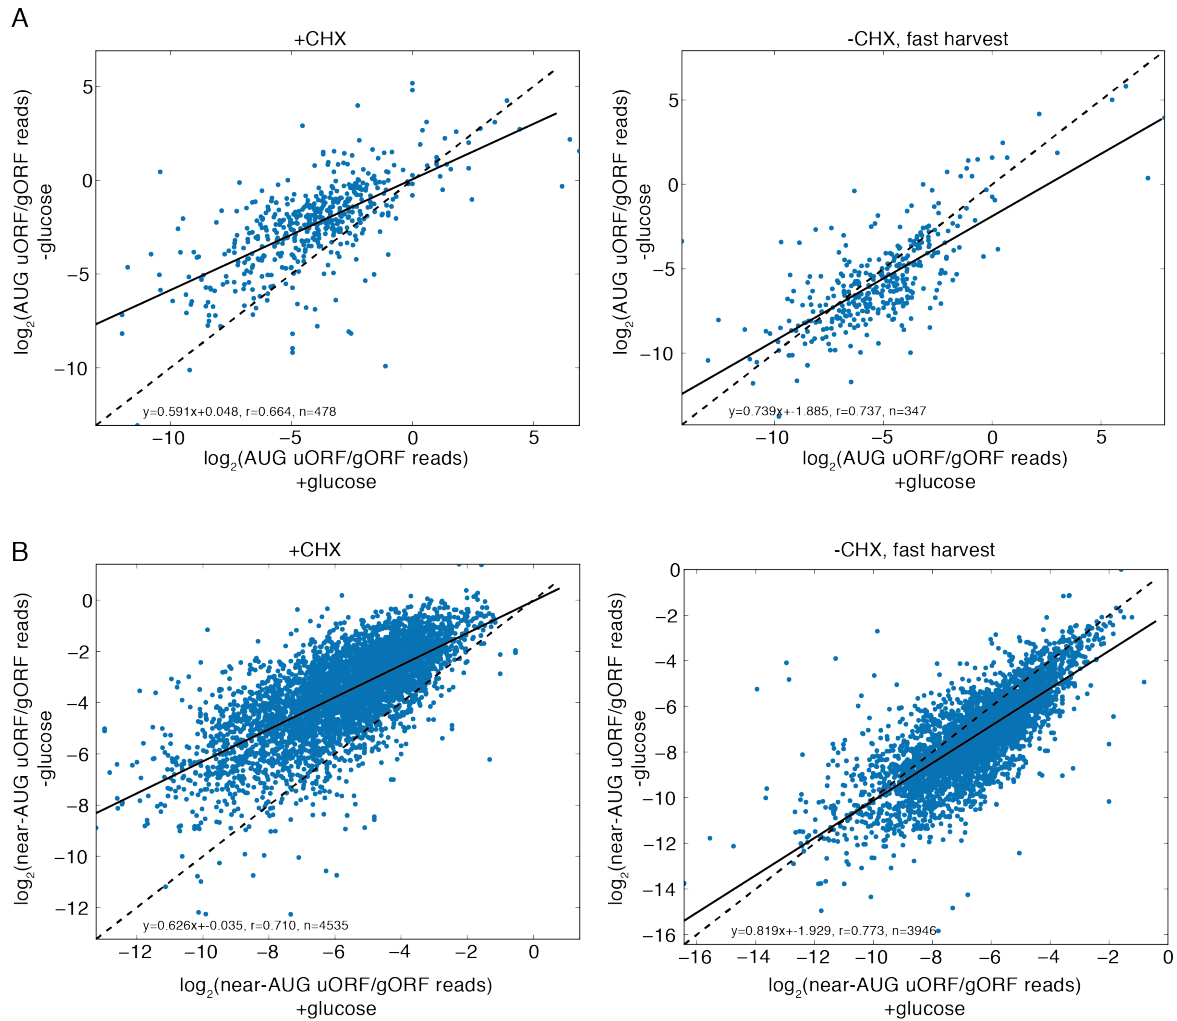 A
+CHX
5
0
−5
−10
log2(AUG uORF/gORF reads)
-glucose
y=0.591x+0.048, r=0.664, n=478
−10
−5
0
5
log2(AUG uORF/gORF reads)
+glucose
-CHX, fast harvest
5
0
−5
−10
log2(AUG uORF/gORF reads)
-glucose
y=0.739x+-1.885, r=0.737, n=347
−10
−5
0
5
log2(AUG uORF/gORF reads)
+glucose
B
+CHX
0
−2
−4
−6
−8
−10
−12
log2(near-AUG uORF/gORF reads)
-glucose
y=0.626x+-0.035, r=0.710, n=4535
−12
−10
−8
−6
−4
−2
0
log2(near-AUG uORF/gORF reads)
+glucose
-CHX, fast harvest
0
−2
−4
−6
−8
−10
−12
−14
−16
log2(near-AUG uORF/gORF reads)
-glucose
y=0.819x+-1.929, r=0.773, n=3946
−16
−14
−12
−10
−8
−6
−4
−2
0
log2(near-AUG uORF/gORF reads)
+glucose